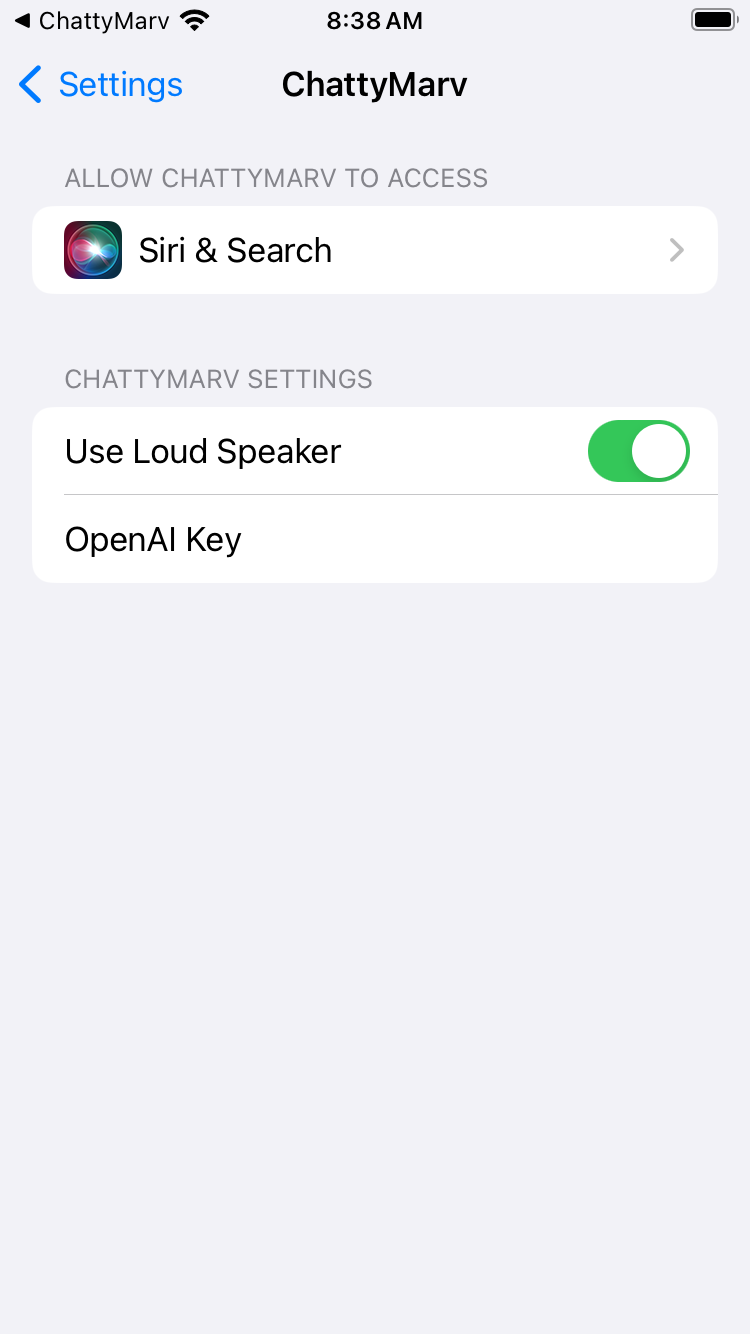 ChattyMarv 8:38 AM
Settings ChattyMarv
ALLOW CHATTYMARV TO ACCESS
Siri & Search
CHATTYMARV SETTINGS
Use Loud Speaker
OpenAI Key